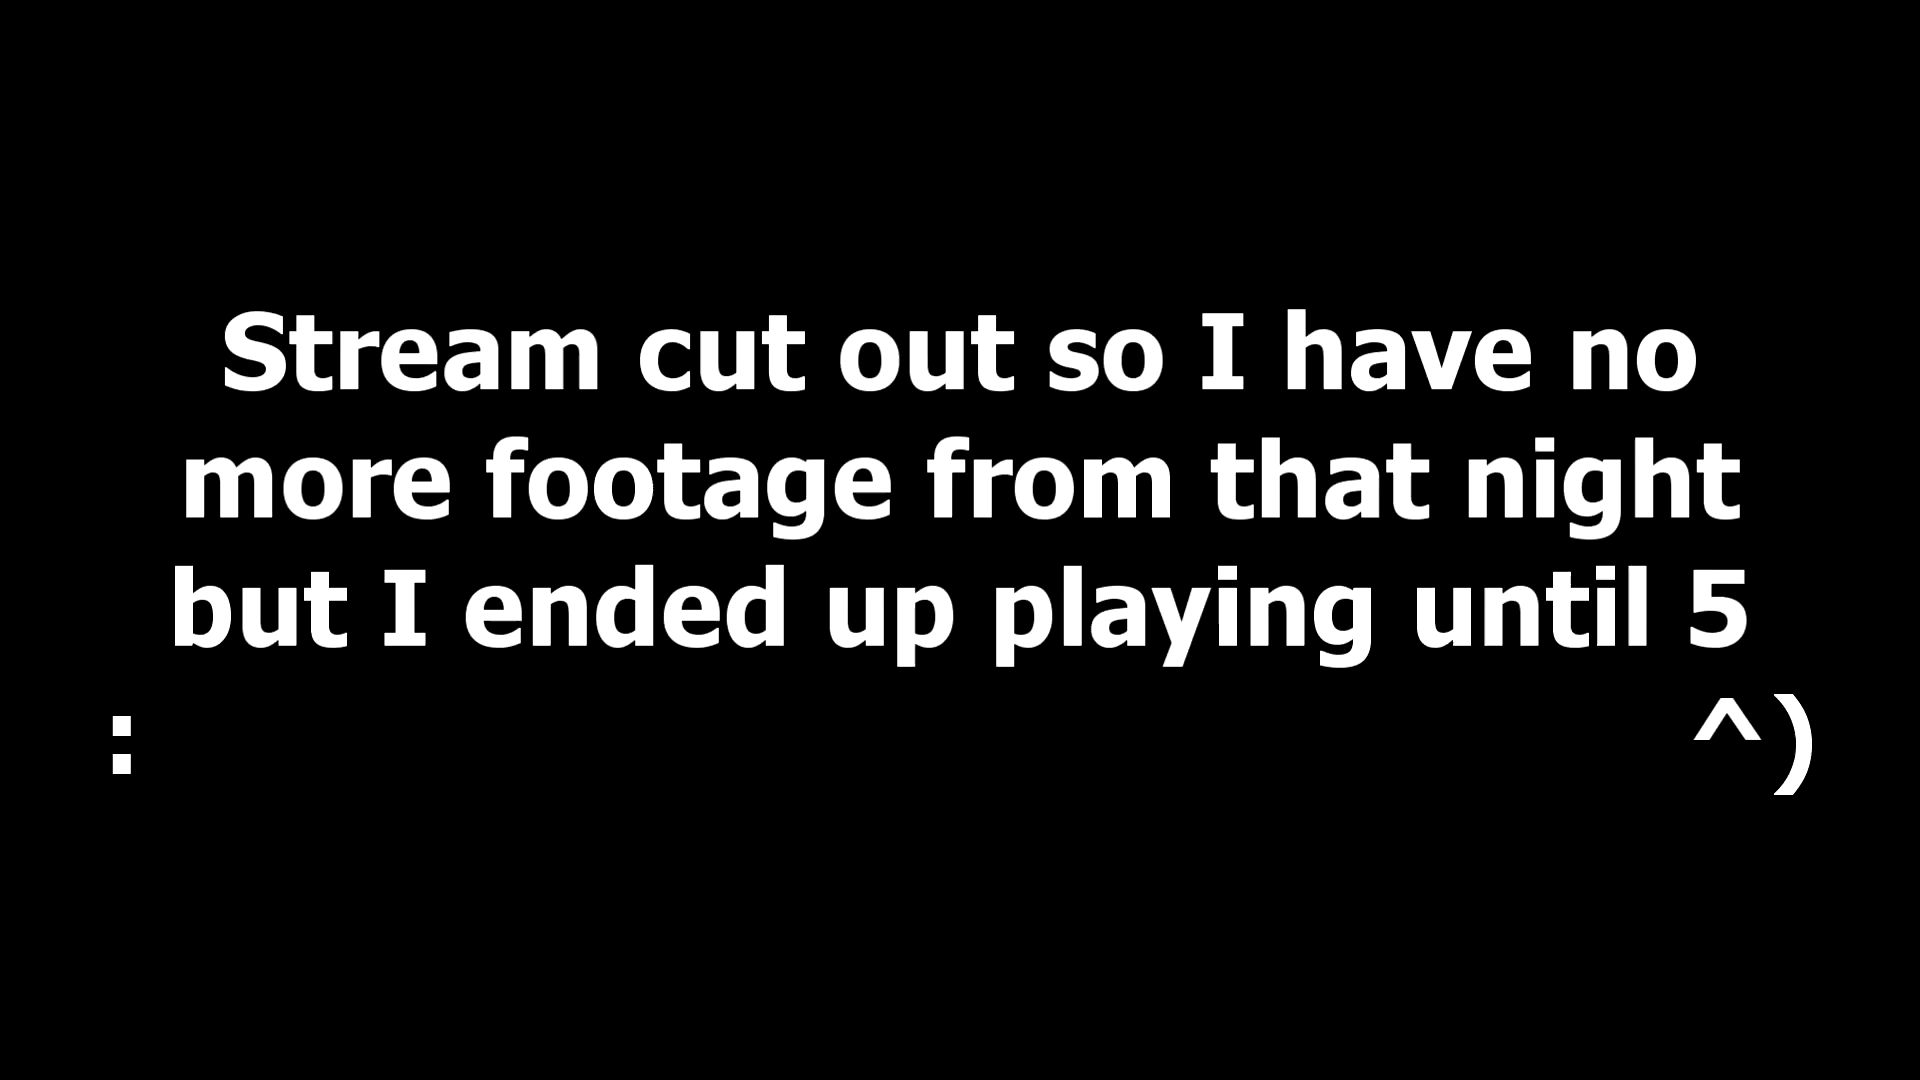 Stream cut out so I have no
more footage from that night
but I ended up playing until 5
: ^)